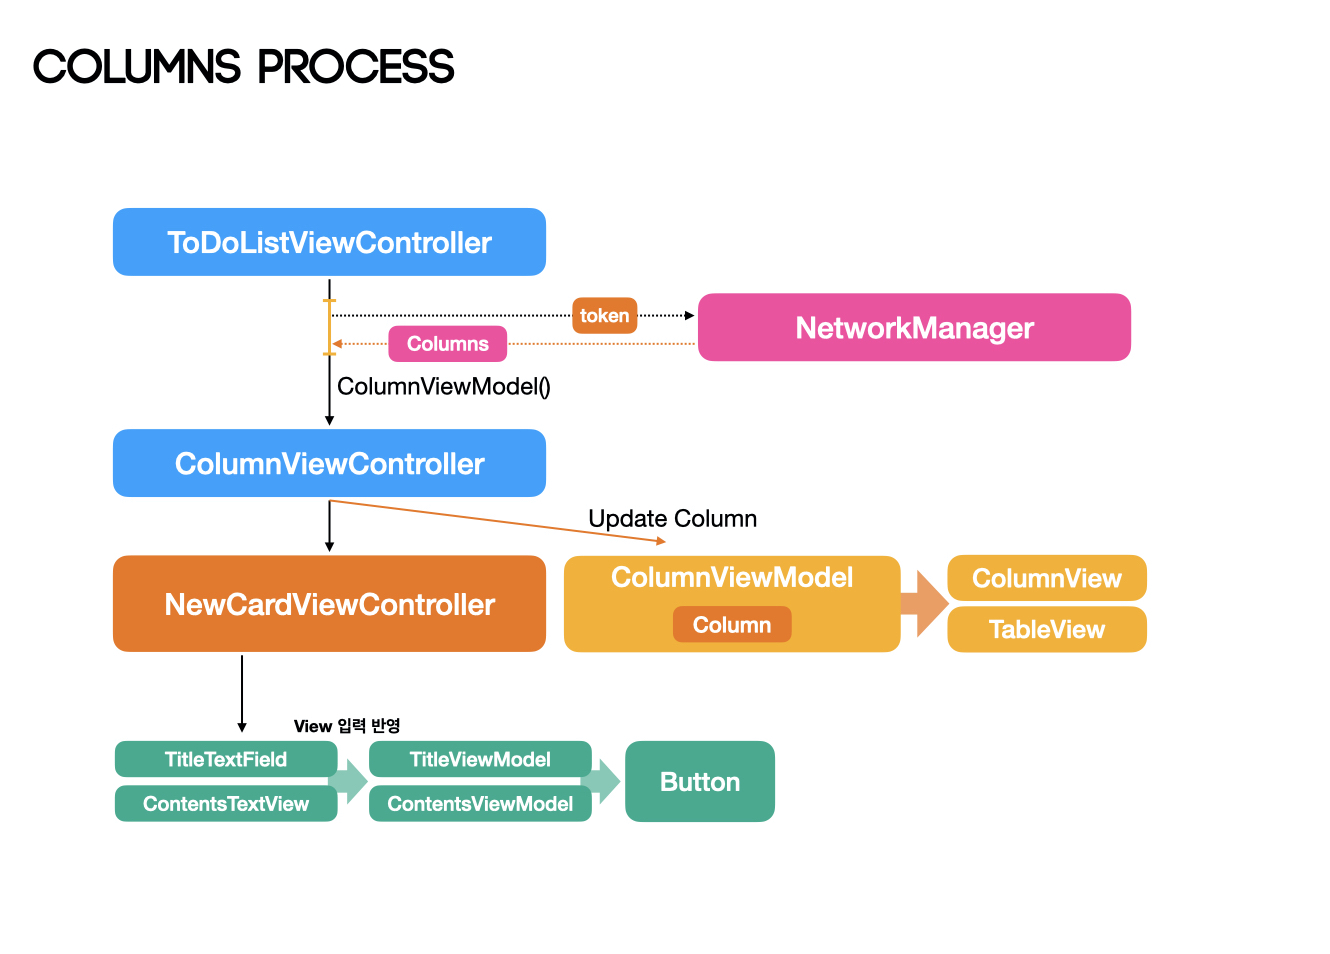 COLUMNS PROCESS
ToDoListViewController
token
NetworkManager
Columns
ColumnViewModel()
ColumnViewController
Update Column
NewCardViewController
ColumnViewModel
Column
ColumnView
TableView
View 입력 반영
TitleTextField
TitleViewModel
Button
ContentsTextView
ContentsViewModel